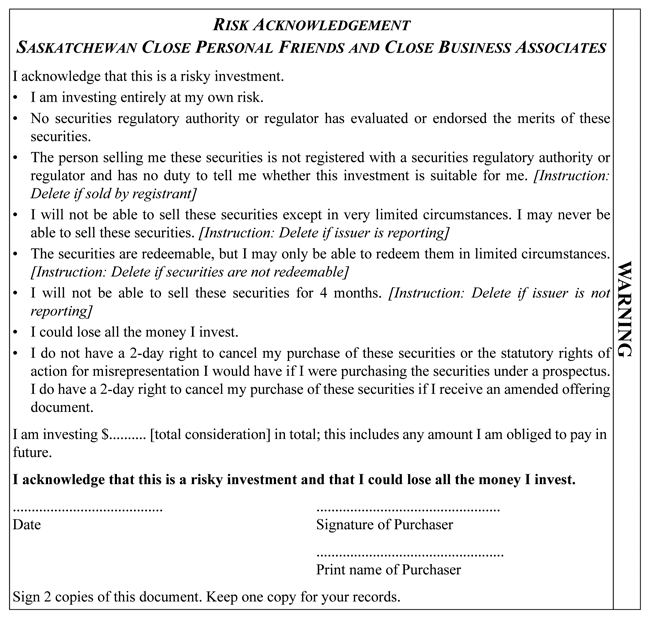 RISK ACKNOWLEDGEMENT
SASKATCHEWAN CLOSE PERSONAL FRIENDS AND CLOSE BUSINESS ASSOCIATES
I acknowledge that this is a risky investment.
• I am investing entirely at my own risk.
• No securities regulatory authority or regulator has evaluated or endorsed the merits of these
securities.
• The person selling me these securities is not registered with a securities regulatory authority or
regulator and has no duty to tell me whether this investment is suitable for me. [Instruction:
Delete if sold by registrant]
• I will not be able to sell these securities except in very limited circumstances. I may never be
able to sell these securities. [Instruction: Delete if issuer is reporting]
• The securities are redeemable, but I may only be able to redeem them in limited circumstances.
[Instruction: Delete if securities are not redeemable]
• I will not be able to sell these securities for 4 months. [Instruction: Delete if issuer is not
reporting]
• I could lose all the money I invest.
• I do not have a 2-day right to cancel my purchase of these securities or the statutory rights of
action for misrepresentation I would have if I were purchasing the securities under a prospectus.
I do have a 2-day right to cancel my purchase of these securities if I receive an amended offering
document.
I am investing $.......... [total consideration] in total; this includes any amount I am obliged to pay in
future.
I acknowledge that this is a risky investment and that I could lose all the money I invest.
........................................ ................................................
Date Signature of Purchaser
.................................................
Print name of Purchaser
Sign 2 copies of this document. Keep one copy for your records.
WARNING